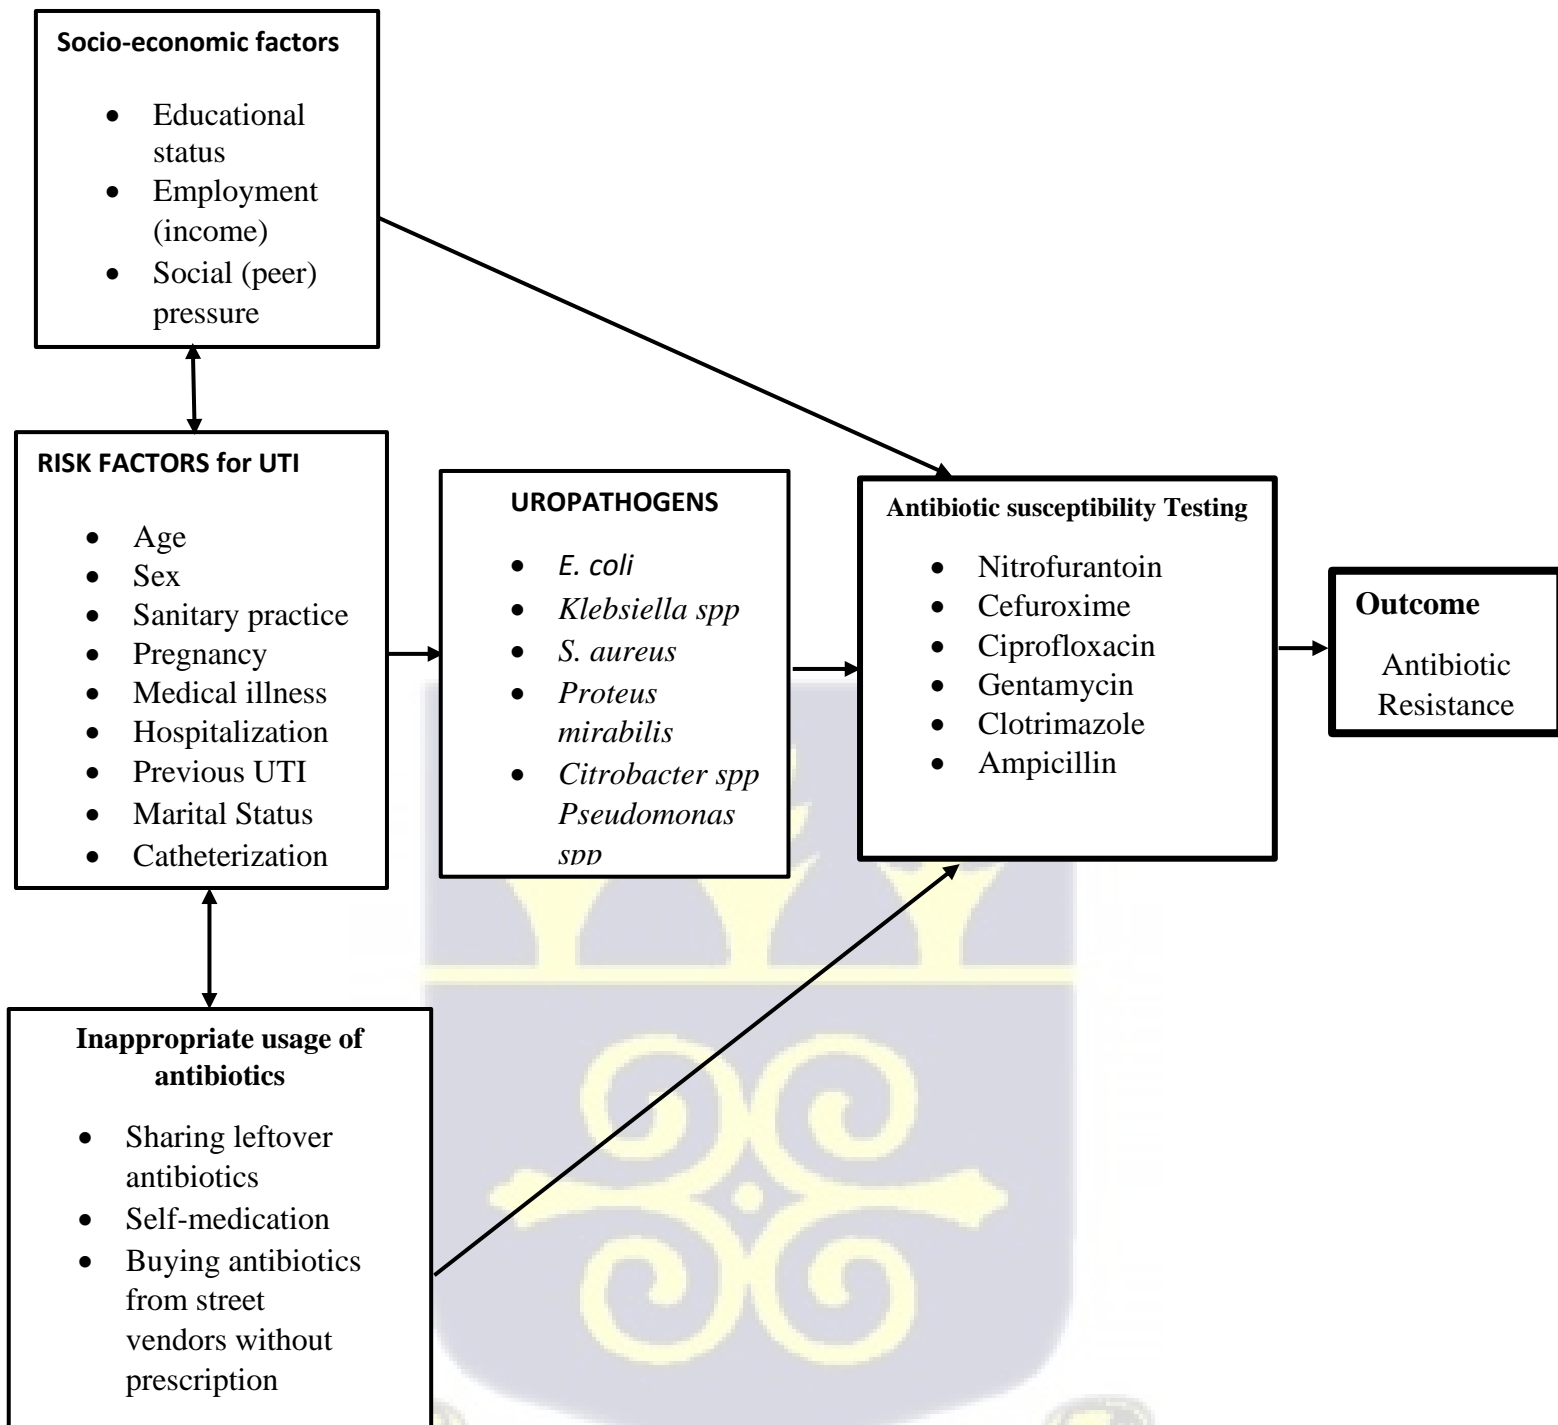 Socio-economic factors
• Educational
status
• Employment
(income)
• Social (peer)
pressure
RISK FACTORS for UTI
• Age
• Sex
• Sanitary practice
• Pregnancy
• Medical illness
• Hospitalization
• Previous UTI
• Marital Status
• Catheterization
UROPATHOGENS
• E. coli
• Klebsiella spp
• S. aureus
• Proteus
mirabilis
• Citrobacter spp
Pseudomonas
spp
Antibiotic susceptibility Testing
• Nitrofurantoin
• Cefuroxime
• Ciprofloxacin
• Gentamycin
• Clotrimazole
• Ampicillin
Outcome
Antibiotic
Resistance
Inappropriate usage of
antibiotics
• Sharing leftover
antibiotics
• Self-medication
• Buying antibiotics
from street
vendors without
prescription